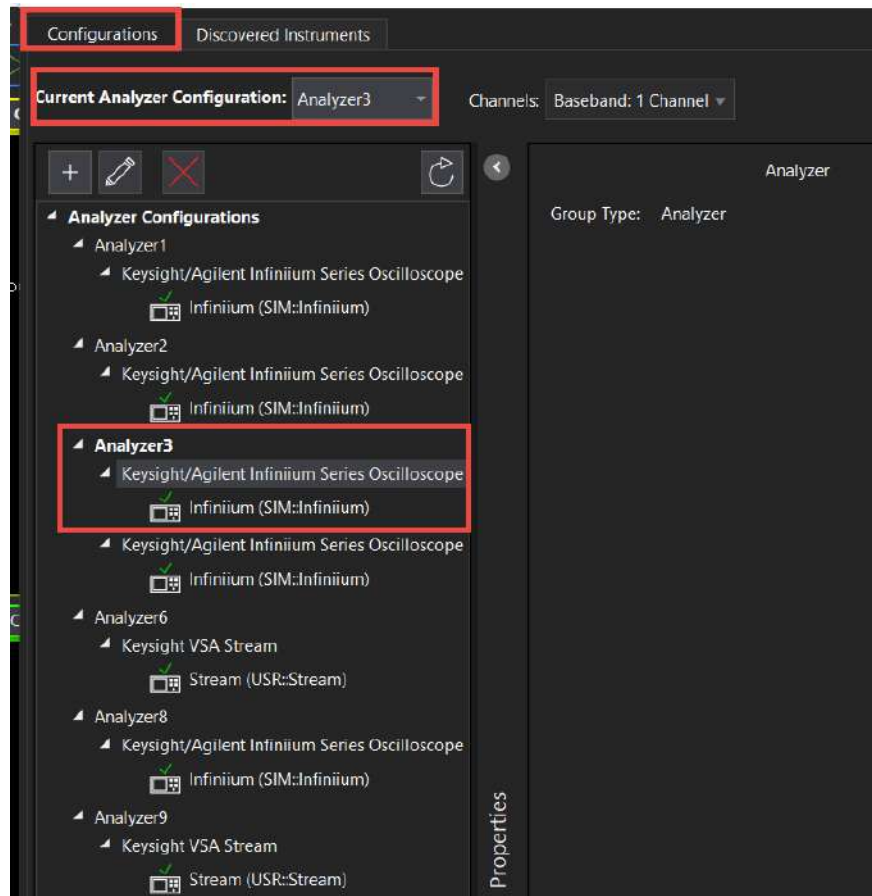 Configurations Discovered Instruments
Current Analyzer Configuration: Analyzer3 Channels: Baseband: 1 Channel
Analyzer
Group Type: Analyzer
Analyzer Configurations
Analyzer1
Keysight/Agilent Infiniium Series Oscilloscope
Infiniium (SIM::Infiniium)
Analyzer2
Keysight/Agilent Infiniium Series Oscilloscope
Infiniium (SIM::Infiniium)
Analyzer3
Keysight/Agilent Infiniium Series Oscilloscope
Infiniium (SIM::Infiniium)
Keysight/Agilent Infiniium Series Oscilloscope
Infiniium (SIM::Infiniium)
Analyzer6
Keysight VSA Stream
Stream (USR::Stream)
Analyzer8
Keysight/Agilent Infiniium Series Oscilloscope
Infiniium (SIM::Infiniium)
Analyzer9
Keysight VSA Stream
Stream (USR::Stream)
Properties